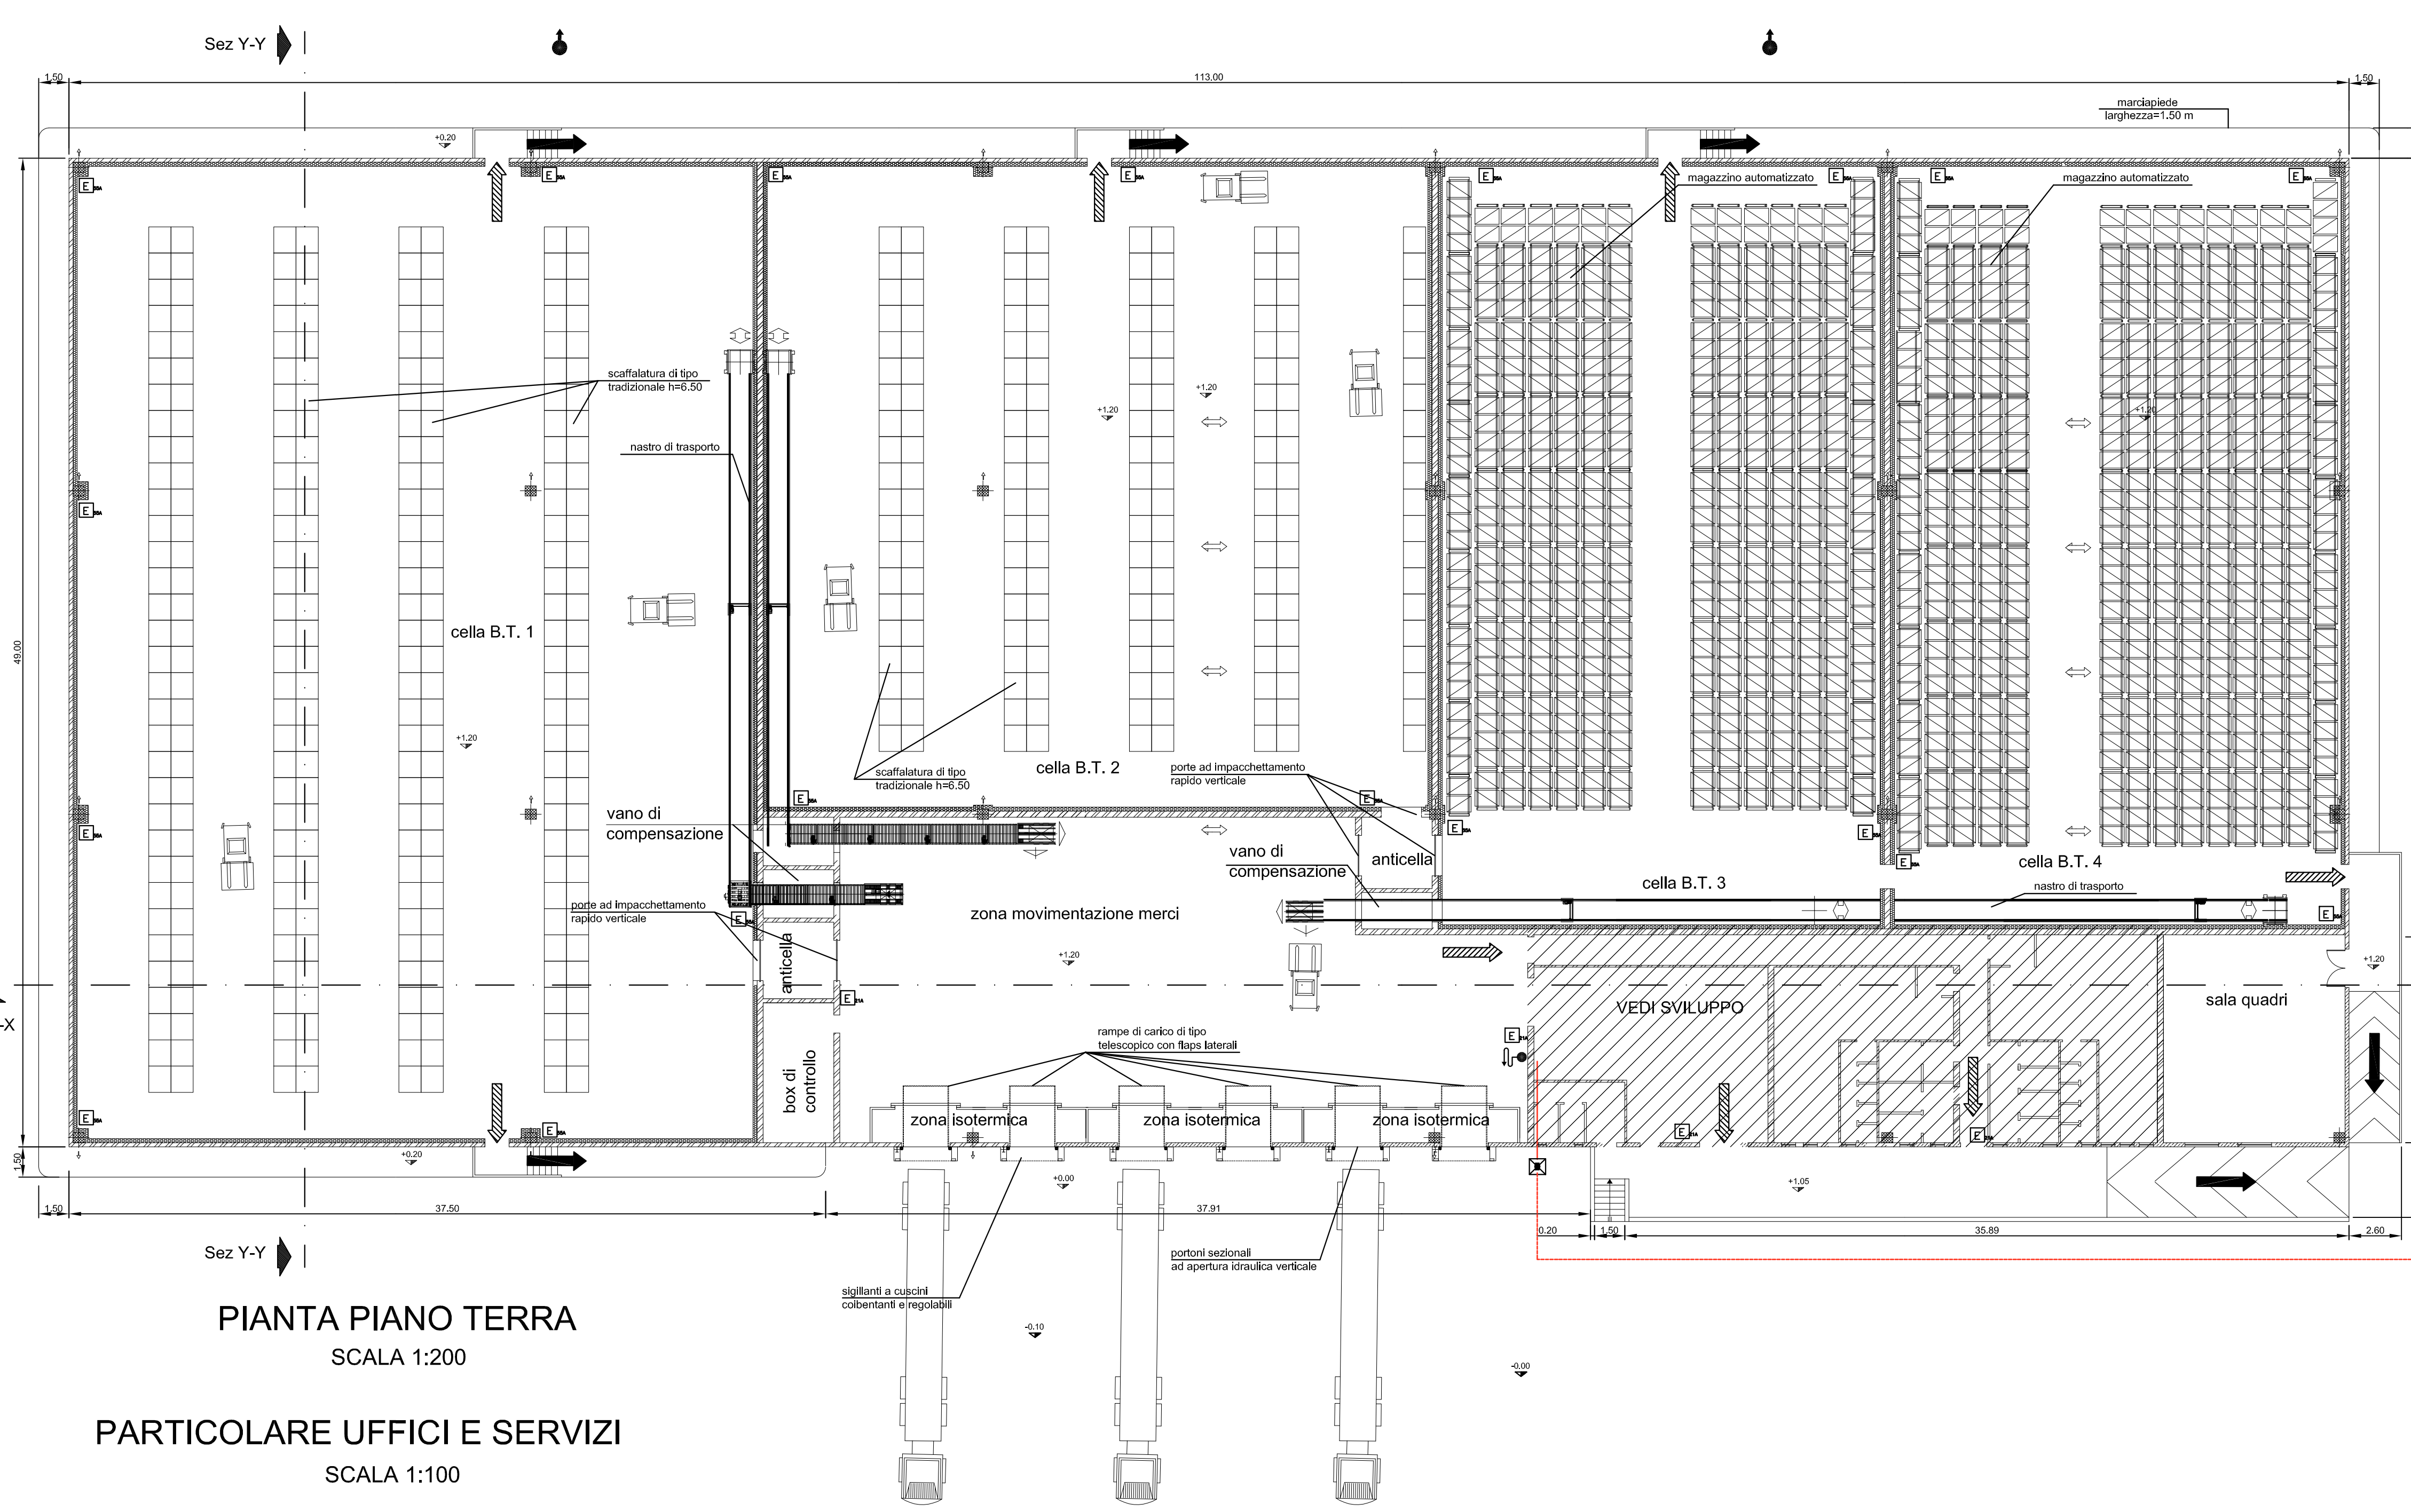 Sez Y-Y
1.50
113.00
1.50
marciapiede
larghezza=1.50 m
+0.20
E
E
E
E
E
E
E
E
magazzino automatizzato
magazzino automatizzato
scaffalatura di tipo
tradizionale h=6.50
+1.20
+1.20
+1.20
nastro di trasporto
E
49.00
cella B.T. 1
+1.20
scaffalatura di tipo
tradizionale h=6.50
cella B.T. 2
porte ad impacchettamento
rapido verticale
E
E
vano di
compensazione
E
E
E
E
vano di
compensazione
anticella
cella B.T. 3
cella B.T. 4
nastro di trasporto
porte ad impacchettamento
rapido verticale
E
zona movimentazione merci
E
anticella
+1.20
+1.20
E
-X
VEDI SVILUPPO
sala quadri
rampe di carico di tipo
telescopico con flaps laterali
E
box di
controllo
E
E
zona isotermica
zona isotermica
zona isotermica
E
E
1.50
+0.20
+0.00
+1.05
1.50
37.50
37.91
0.20
1.50
35.89
2.60
Sez Y-Y
portoni sezionali
ad apertura idraulica verticale
sigillanti a cuscini
coibentanti e regolabili
PIANTA PIANO TERRA
SCALA 1:200
-0.10
-0.00
PARTICOLARE UFFICI E SERVIZI
SCALA 1:100